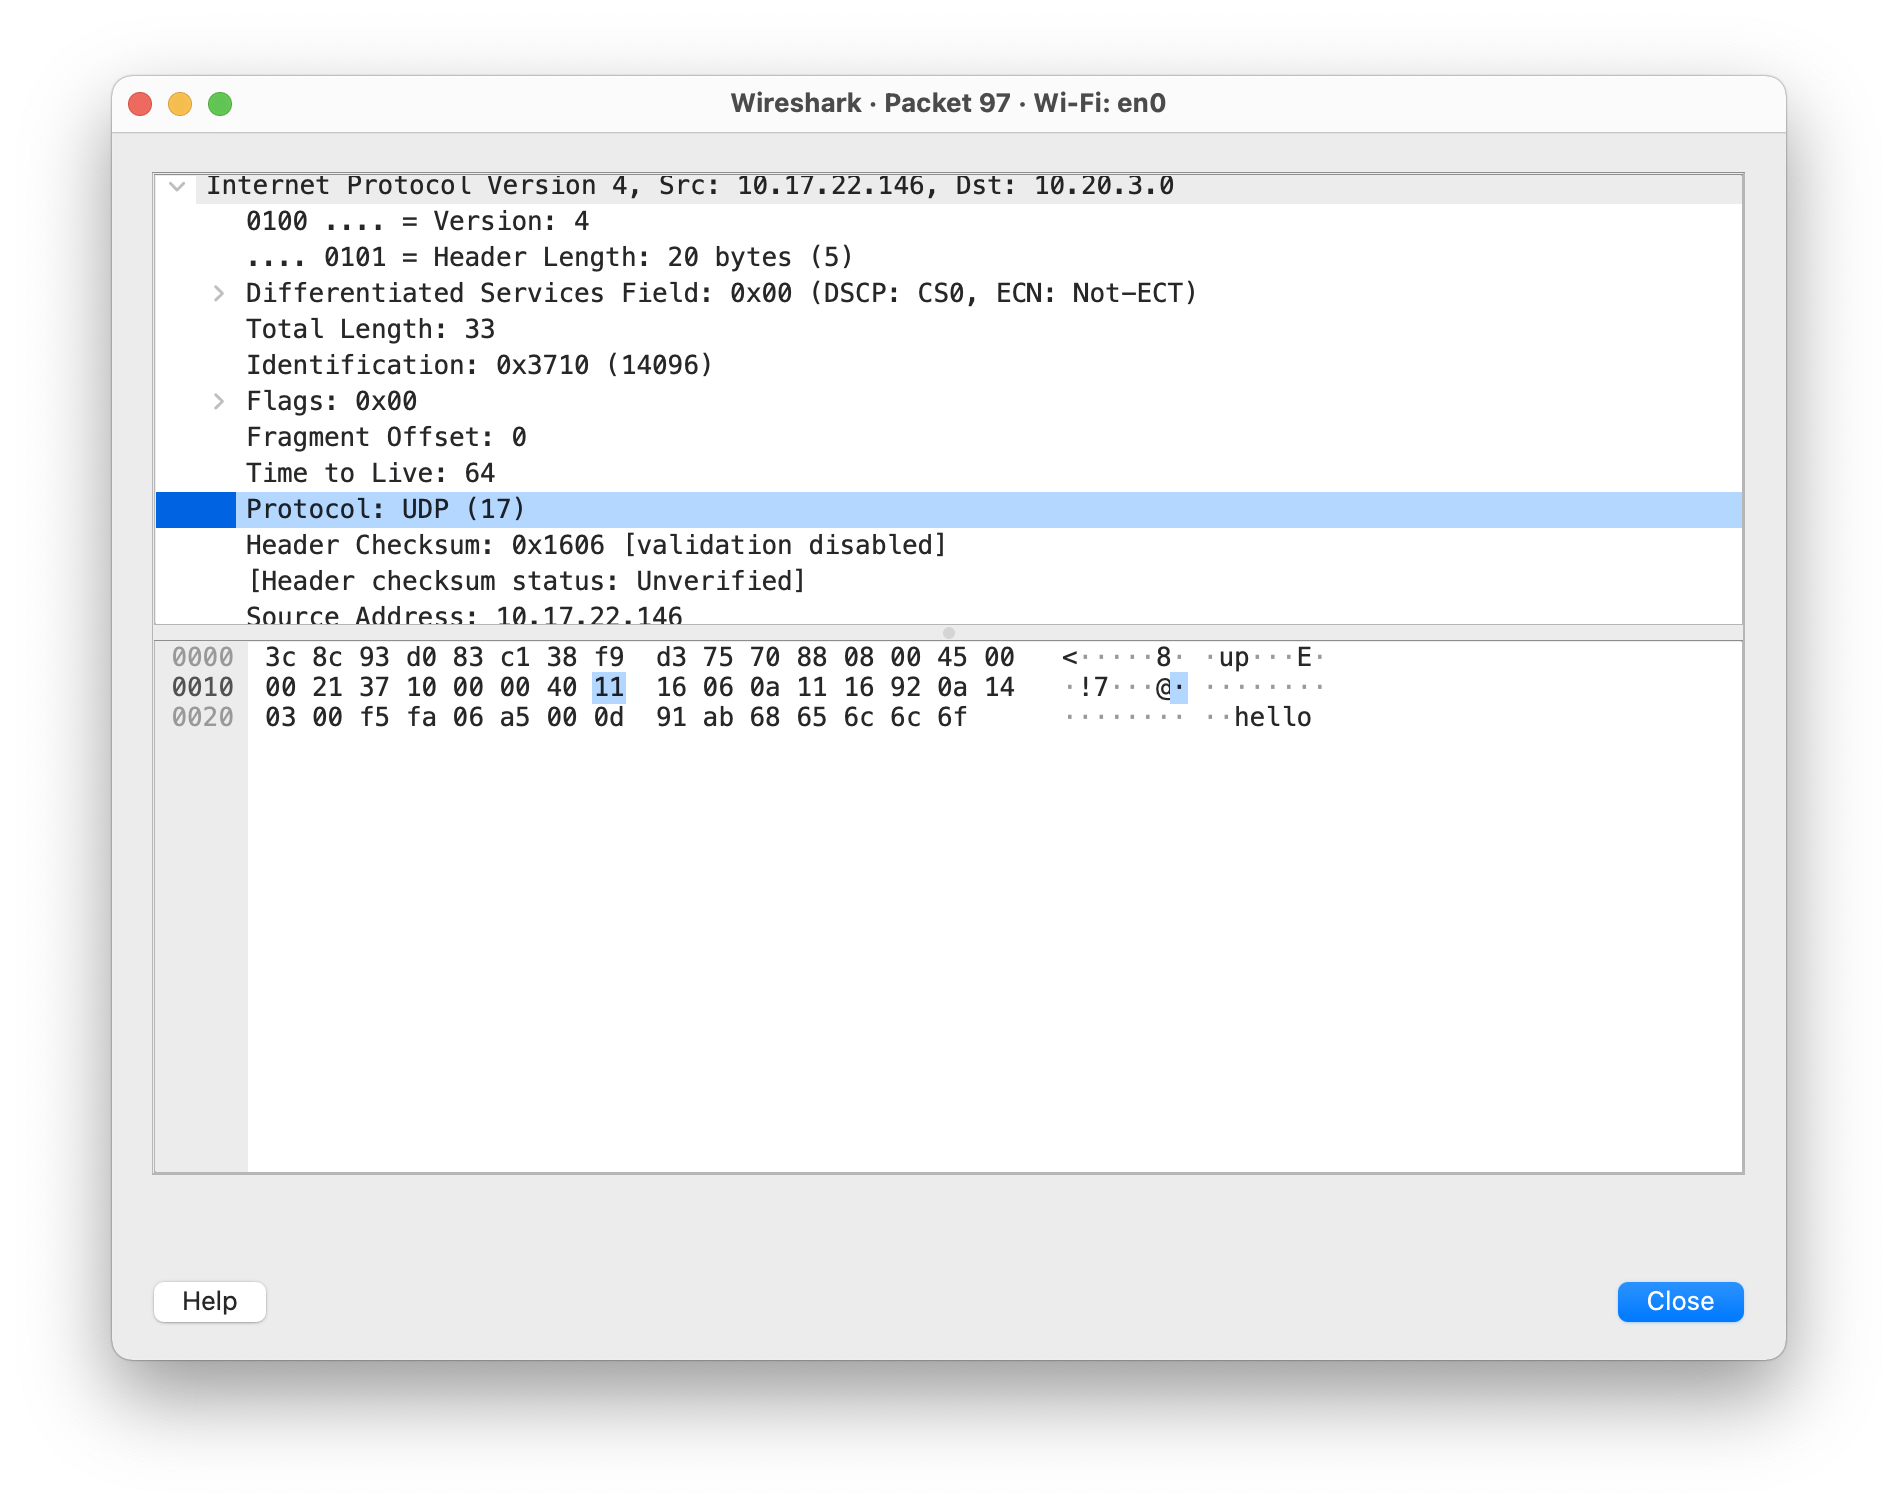 Wireshark · Packet 97 · Wi-Fi: en0
Internet Protocol Version 4, Src: 10.17.22.146, Dst: 10.20.3.0
0100 .... = Version: 4
.... 0101 = Header Length: 20 bytes (5)
Differentiated Services Field: 0x00 (DSCP: CS0, ECN: Not-ECT)
Total Length: 33
Identification: 0x3710 (14096)
Flags: 0x00
Fragment Offset: 0
Time to Live: 64
Protocol: UDP (17)
Header Checksum: 0x1606 [validation disabled]
[Header checksum status: Unverified]
Source Address: 10.17.22.146
0000 3c 8c 93 d0 83 c1 38 f9 d3 75 70 88 08 00 45 00 <·····8· ·up···E·
0010 00 21 37 10 00 00 40 11 16 06 0a 11 16 92 0a 14 ·!7···@· ········
0020 03 00 f5 fa 06 a5 00 0d 91 ab 68 65 6c 6c 6f ········ ··hello
Help Close